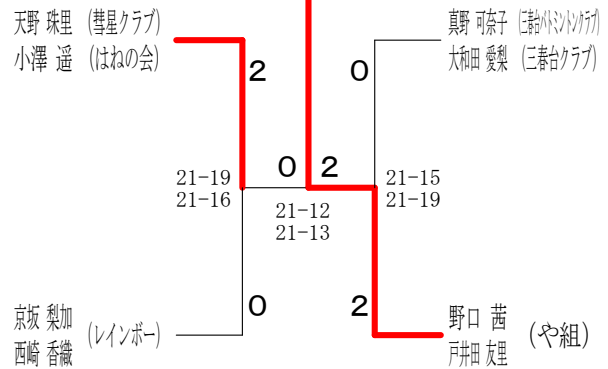 天野 珠里 (彗星クラブ)
小澤 遥 (はねの会)
真野 可奈子 (三春台バトミントンクラブ)
大和田 愛梨 (三春台クラブ)
2
0
0 2
21-19
21-16
21-12
21-13
21-15
21-19
0
2
京坂 梨加
西崎 香織
(レインボー)
野口 茜
戸井田 友里
(や組)